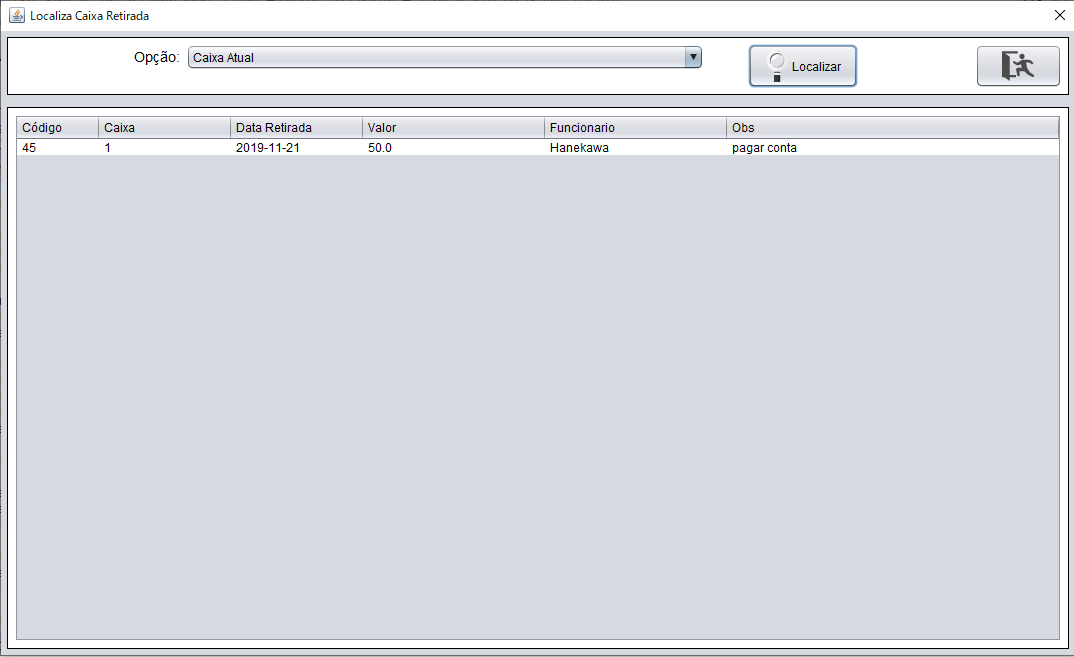 Localiza Caixa Retirada
Opção: Caixa Atual Localizar
Código Caixa Data Retirada Valor Funcionario Obs
45 1 2019-11-21 50.0 Hanekawa pagar conta